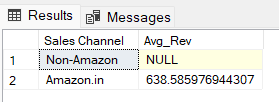 Results Messages
Sales Channel Avg_Rev
1 Non-Amazon NULL
2 Amazon.in 638.585976944307